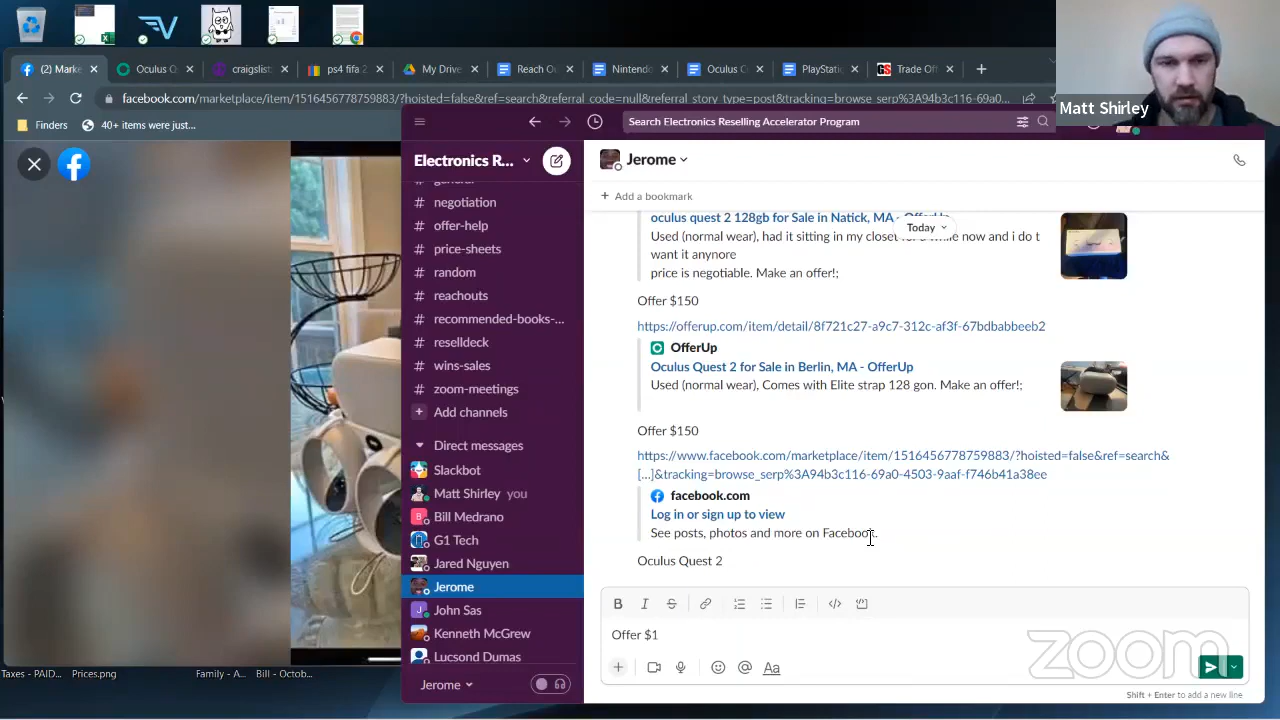 (2) Marke
Oculus Q
craigslis
ps4 fifa 2
My Drive
Reach Ou
Nintendo
Oculus C
PlayStatio
Trade Off
Matt Shirley
facebook.com/marketplace/item/1516456778759883/?hoisted=false&ref=search&referral_code=null&referral_story_type=post&tracking=browse_serp%3A94b3c116-69a0...
Finders
40+ items were just...
Search Electronics Reselling Accelerator Program
Electronics R...
Jerome
Add a bookmark
general
negotiation
offer-help
price-sheets
random
reachouts
recommended-books-...
reselldeck
wins-sales
zoom-meetings
Add channels
Direct messages
Slackbot
Matt Shirley you
Bill Medrano
G1 Tech
Jared Nguyen
Jerome
John Sas
Kenneth McGrew
Lucsond Dumas
Jerome
Today
oculus quest 2 128gb for Sale in Natick, MA - OfferUp
Used (normal wear), had it sitting in my closet for a while now and i do t
want it anynore
price is negotiable. Make an offer!;
Offer $150
https://offerup.com/item/detail/8f721c27-a9c7-312c-af3f-67bdbabbeeb2
OfferUp
Oculus Quest 2 for Sale in Berlin, MA - OfferUp
Used (normal wear), Comes with Elite strap 128 gon. Make an offer!;
Offer $150
https://www.facebook.com/marketplace/item/1516456778759883/?hoisted=false&ref=search&
[…]&tracking=browse_serp%3A94b3c116-69a0-4503-9aaf-f746b41a38ee
facebook.com
Log in or sign up to view
See posts, photos and more on Facebook.
Oculus Quest 2
Offer $1
Aa
zoom
Shift + Enter to add a new line
Taxes - PAID...
Prices.png
Family - A...
Bill - Octob...